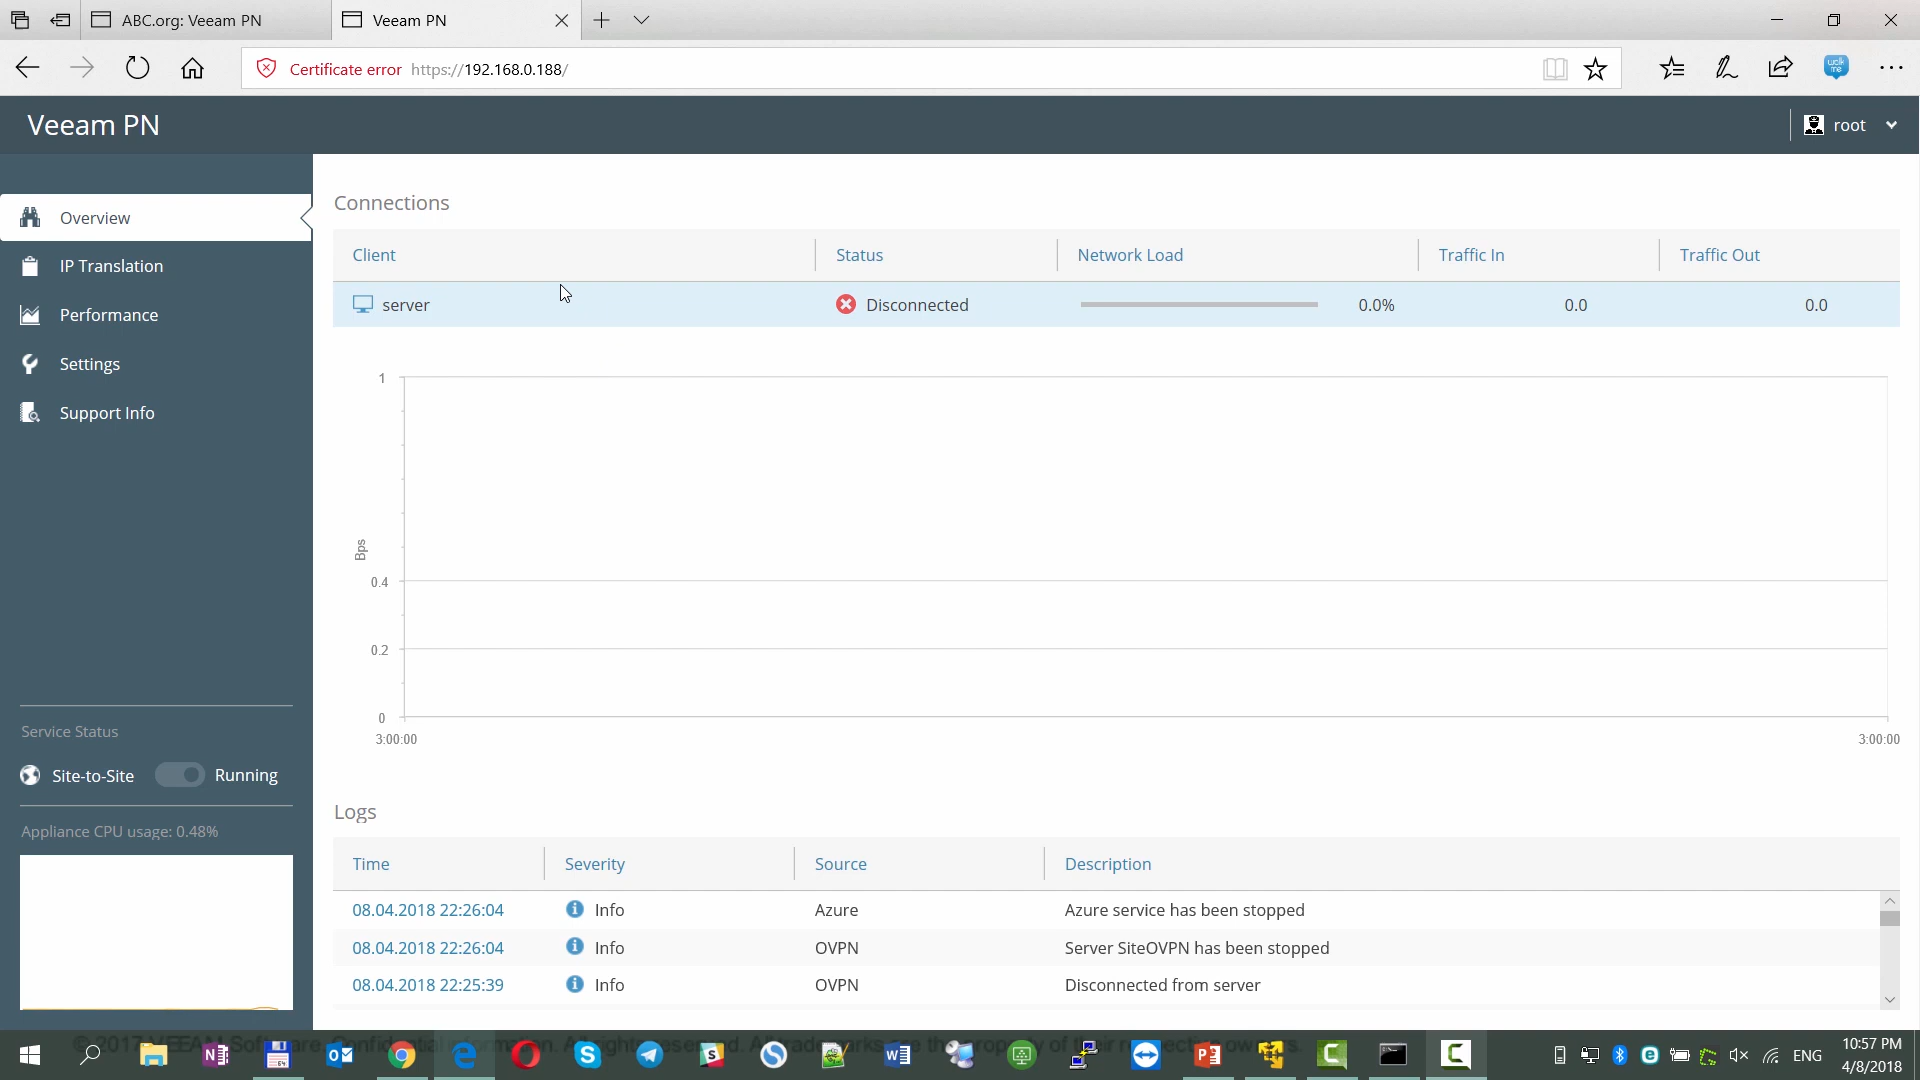 ABC.org: Veeam PN
Veeam PN
Certificate error https://192.168.0.188/
walk me
Veeam PN
root
Overview
IP Translation
Performance
Settings
Support Info
Service Status
Site-to-Site Running
Appliance CPU usage: 0.48%
Connections
Client Status Network Load Traffic In Traffic Out
server Disconnected 0.0% 0.0 0.0
1
Bps
0.4
0.2
0
3:00:00 3:00:00
Logs
Time Severity Source Description
08.04.2018 22:26:04 Info Azure Azure service has been stopped
08.04.2018 22:26:04 Info OVPN Server SiteOVPN has been stopped
08.04.2018 22:25:39 Info OVPN Disconnected from server
ENG
10:57 PM
4/8/2018